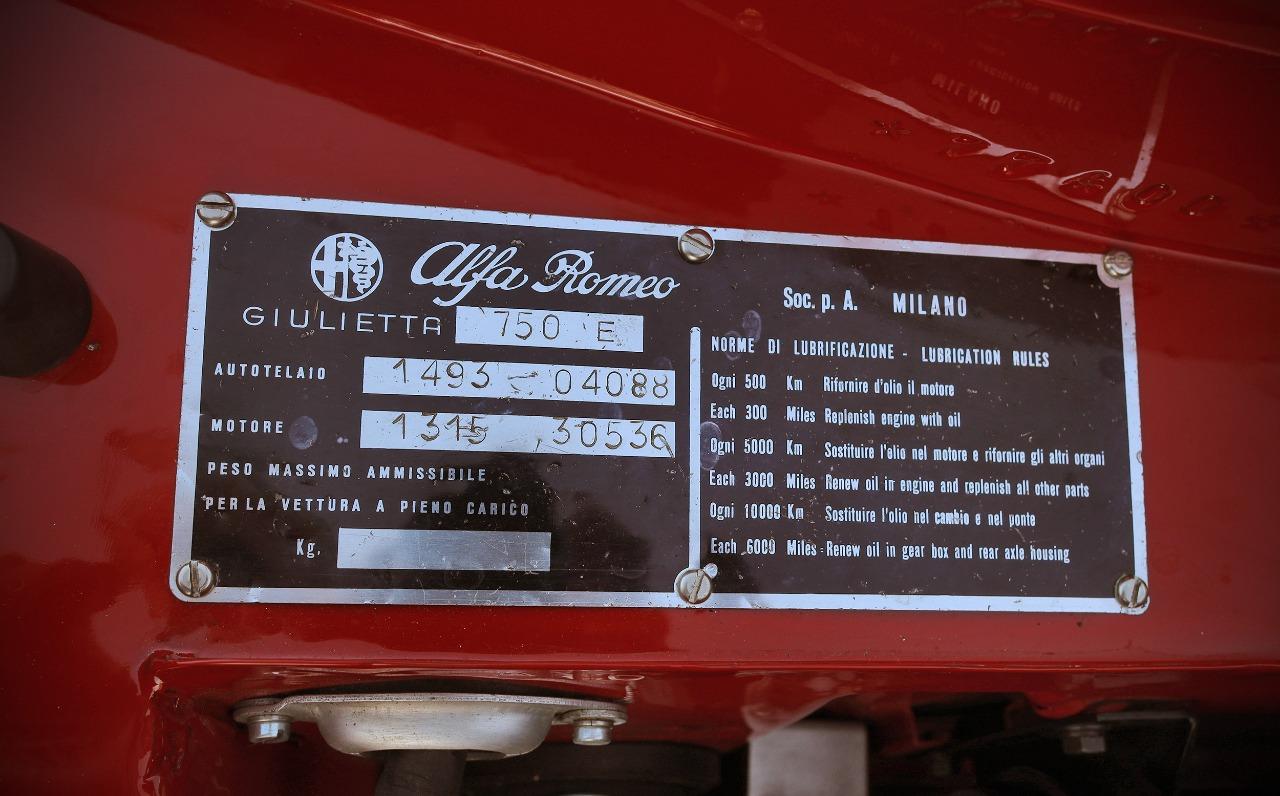 Alfa Romeo
GIULIETTA 750 E
AUTOTELAIO 1493 - 04088
MOTORE 1315 30536
PESO MASSIMO AMMISSIBILE
PER LA VETTURA A PIENO CARICO
Kg.
Soc. p. A. MILANO
NORME DI LUBRIFICAZIONE - LUBRICATION RULES
Ogni 500 Km Rifornire d'olio il motore
Each 300 Miles Replenish engine with oil
Ogni 5000 Km Sostituire l'olio nel motore e rifornire gli altri organi
Each 3000 Miles Renew oil in engine and replenish all other parts
Ogni 10000 Km Sostituire l'olio nel cambio e nel ponte
Each 6000 Miles - Renew oil in gear box and rear axle housing